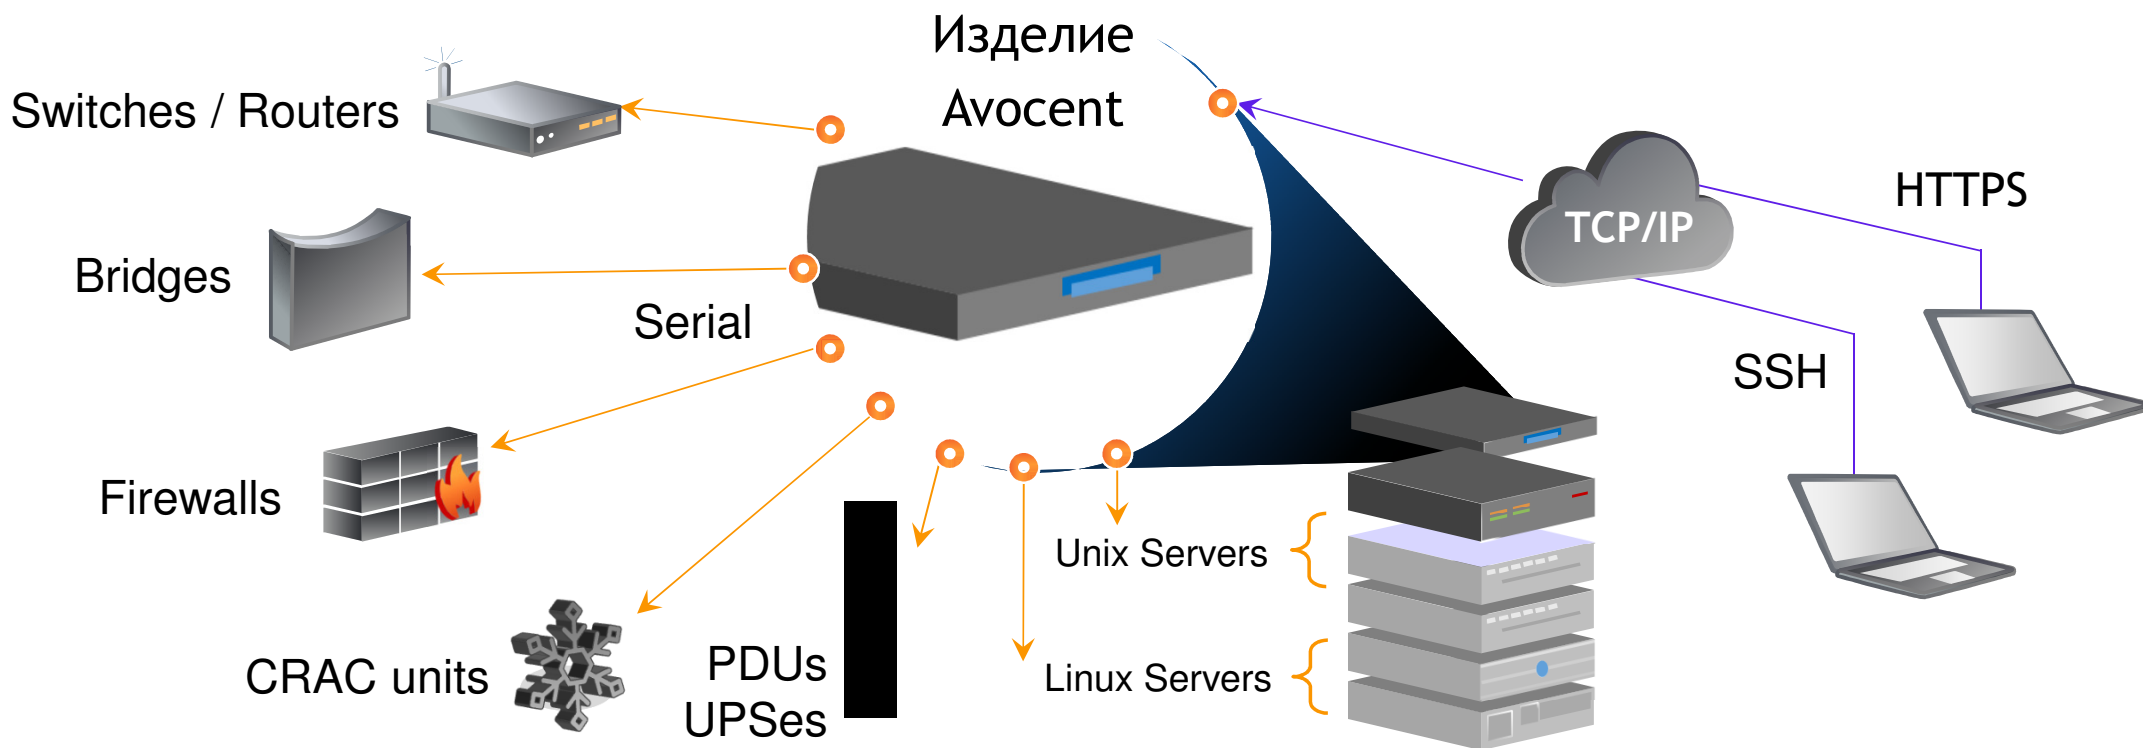 Изделие
Avocent
Switches / Routers
HTTPS
TCP/IP
Bridges
Serial
SSH
Firewalls
Unix Servers
CRAC units
PDUs
UPSes
Linux Servers